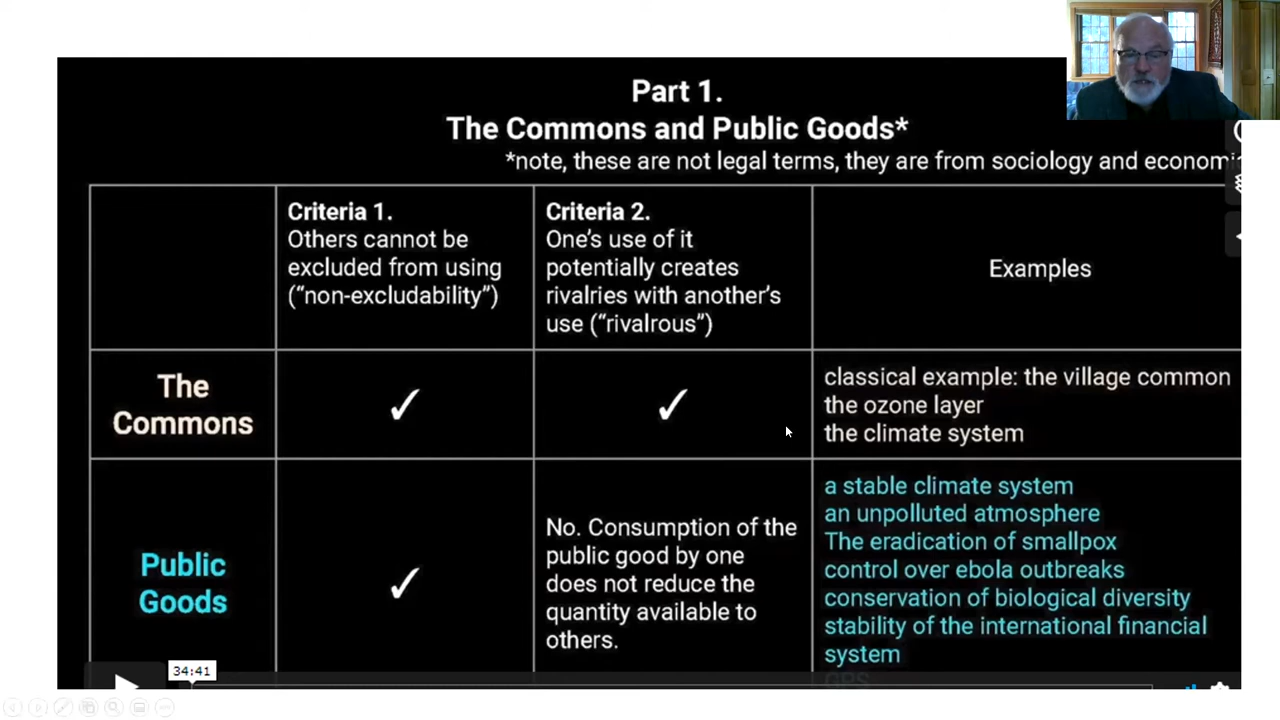 Part 1.
The Commons and Public Goods*
*note, these are not legal terms, they are from sociology and
Criteria 1.
Others cannot be
excluded from using
(“non-excludability”)
Criteria 2.
One’s use of it
potentially creates
rivalries with another’s
use (“rivalrous”)
Examples
The
Commons
✓
✓
classical example: the village common
the ozone layer
the climate system
Public
Goods
✓
No. Consumption of the
public good by one
does not reduce the
quantity available to
others.
a stable climate system
an unpolluted atmosphere
The eradication of smallpox
control over ebola outbreaks
conservation of biological diversity
stability of the international financial
system
GPS
34:41